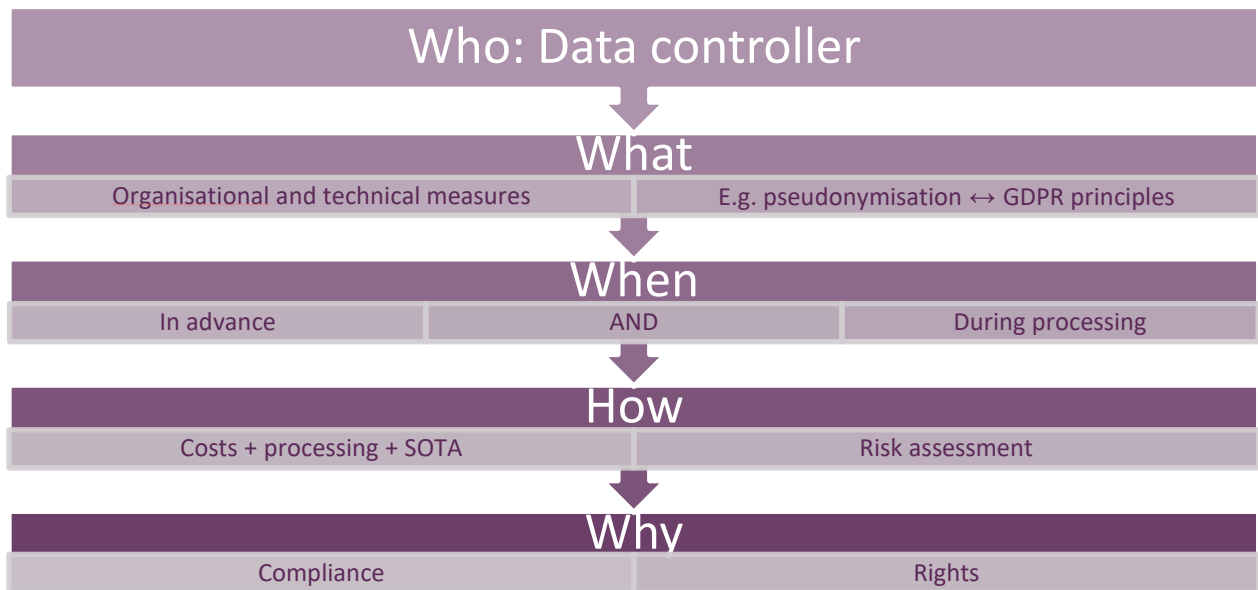 Who: Data controller
What
Organisational and technical measures
E.g. pseudonymisation ↔ GDPR principles
When
In advance
AND
During processing
How
Costs + processing + SOTA
Risk assessment
Why
Compliance
Rights